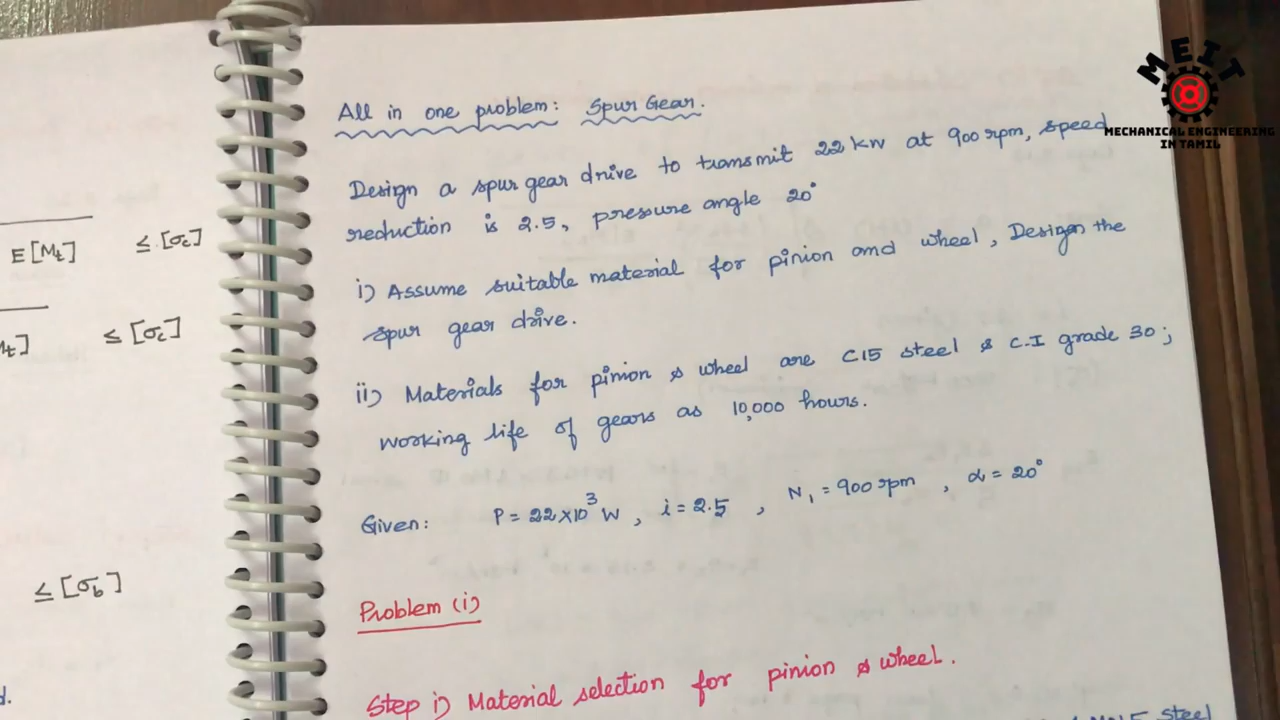 MEIT
MECHANICAL ENGINEERING
IN TAMIL
E[Mt] ≤ [σc]
≤ [σc]
≤ [σb]
d.
All in one problem: Spur Gear.
Design a spur gear drive to transmit 22 kw at 900 rpm, speed
reduction is 2.5, pressure angle 20°
i) Assume suitable material for pinion and wheel, Design the
spur gear drive.
ii) Materials for pinion & wheel are C15 steel & C.I grade 30;
working life of gears as 10,000 hours.
Given: P = 22×10³ W, i = 2.5, N₁ = 900 rpm, α = 20°
Problem (i)
Step i) Material selection for pinion & wheel.
steel